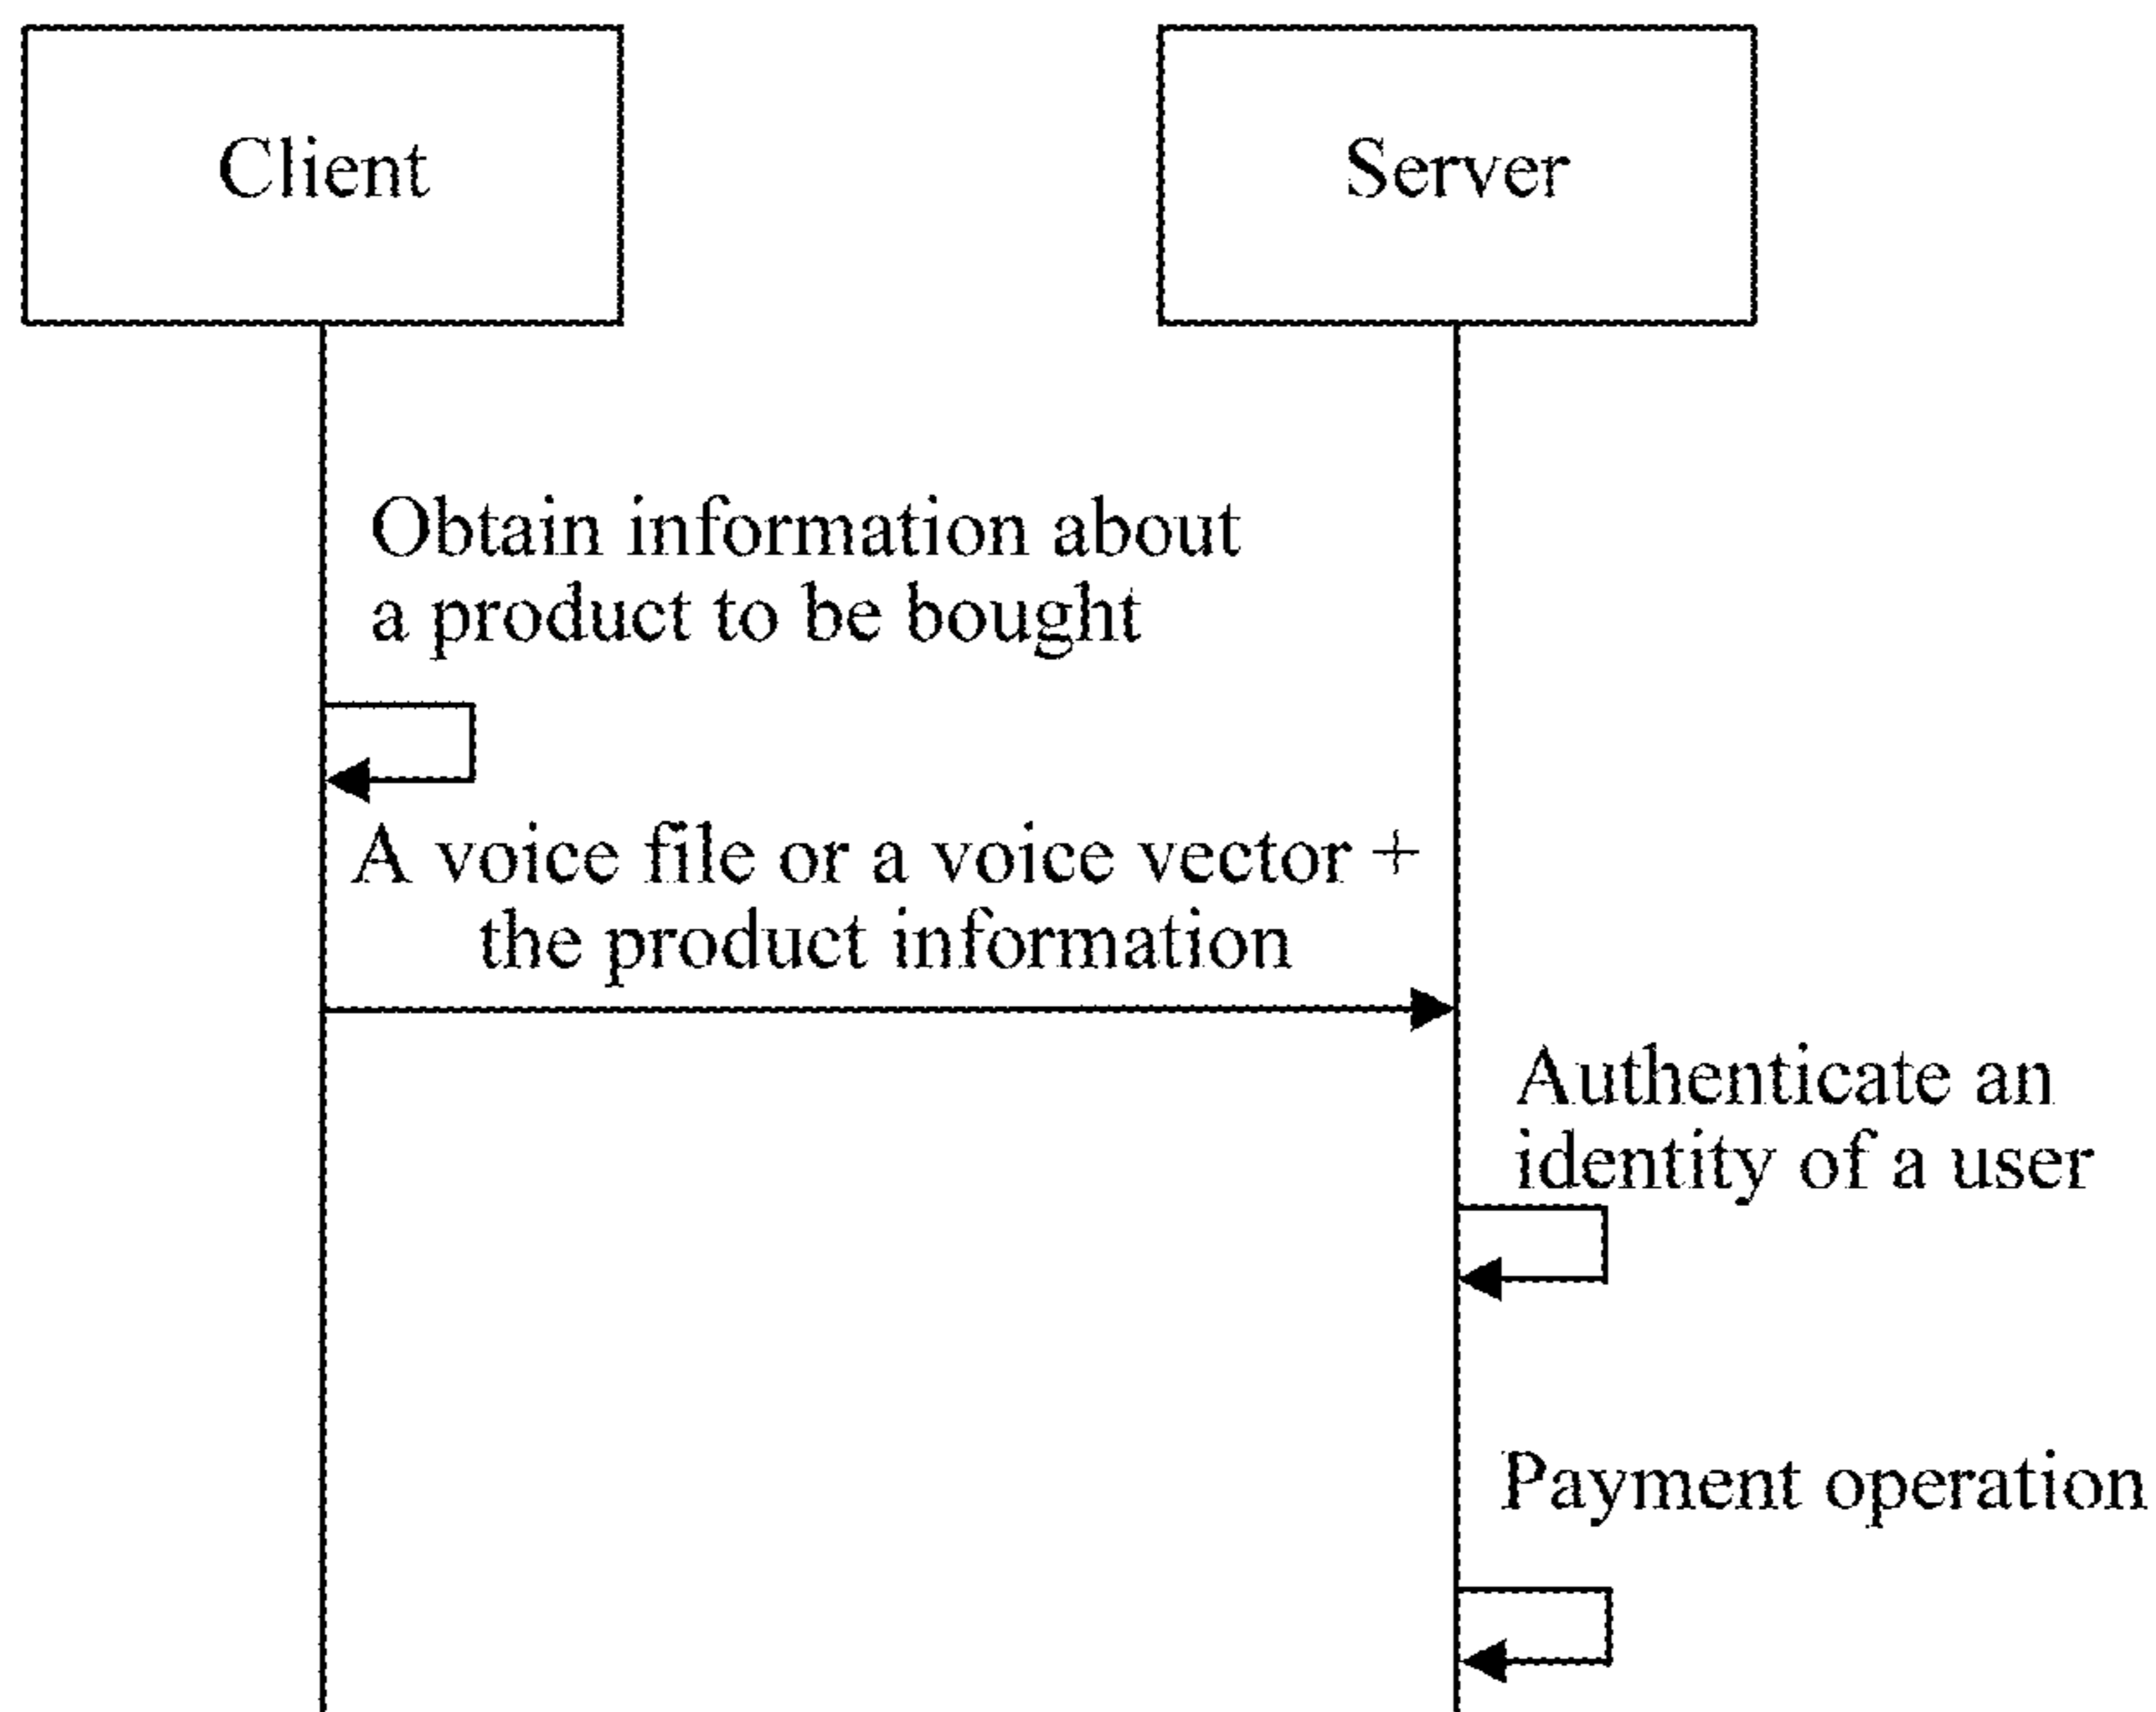 Client
Server
Obtain information about
a product to be bought
A voice file or a voice vector +
the product information
Authenticate an
identity of a user
Payment operation